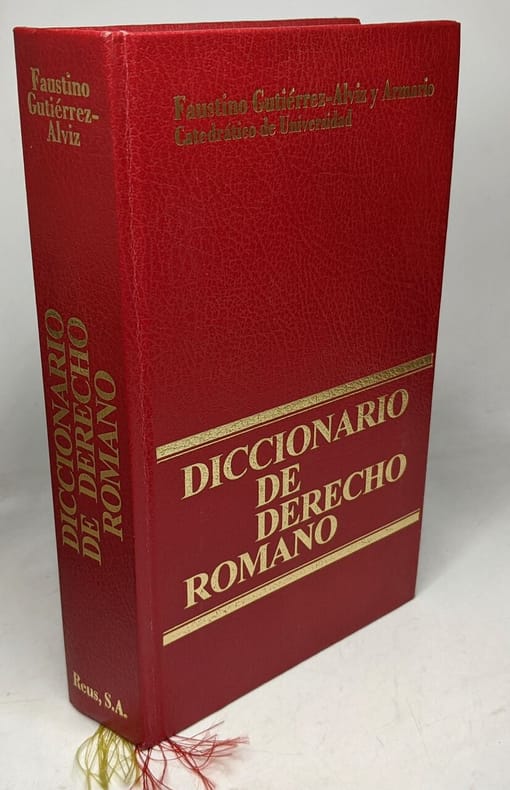 Faustino
Gutiérrez-
Alviz
DICCIONARIO
DE DERECHO
ROMANO
Reus, S.A.
Faustino Gutiérrez-Alviz y Armario
Catedrático de Universidad
DICCIONARIO
DE
DERECHO
ROMANO